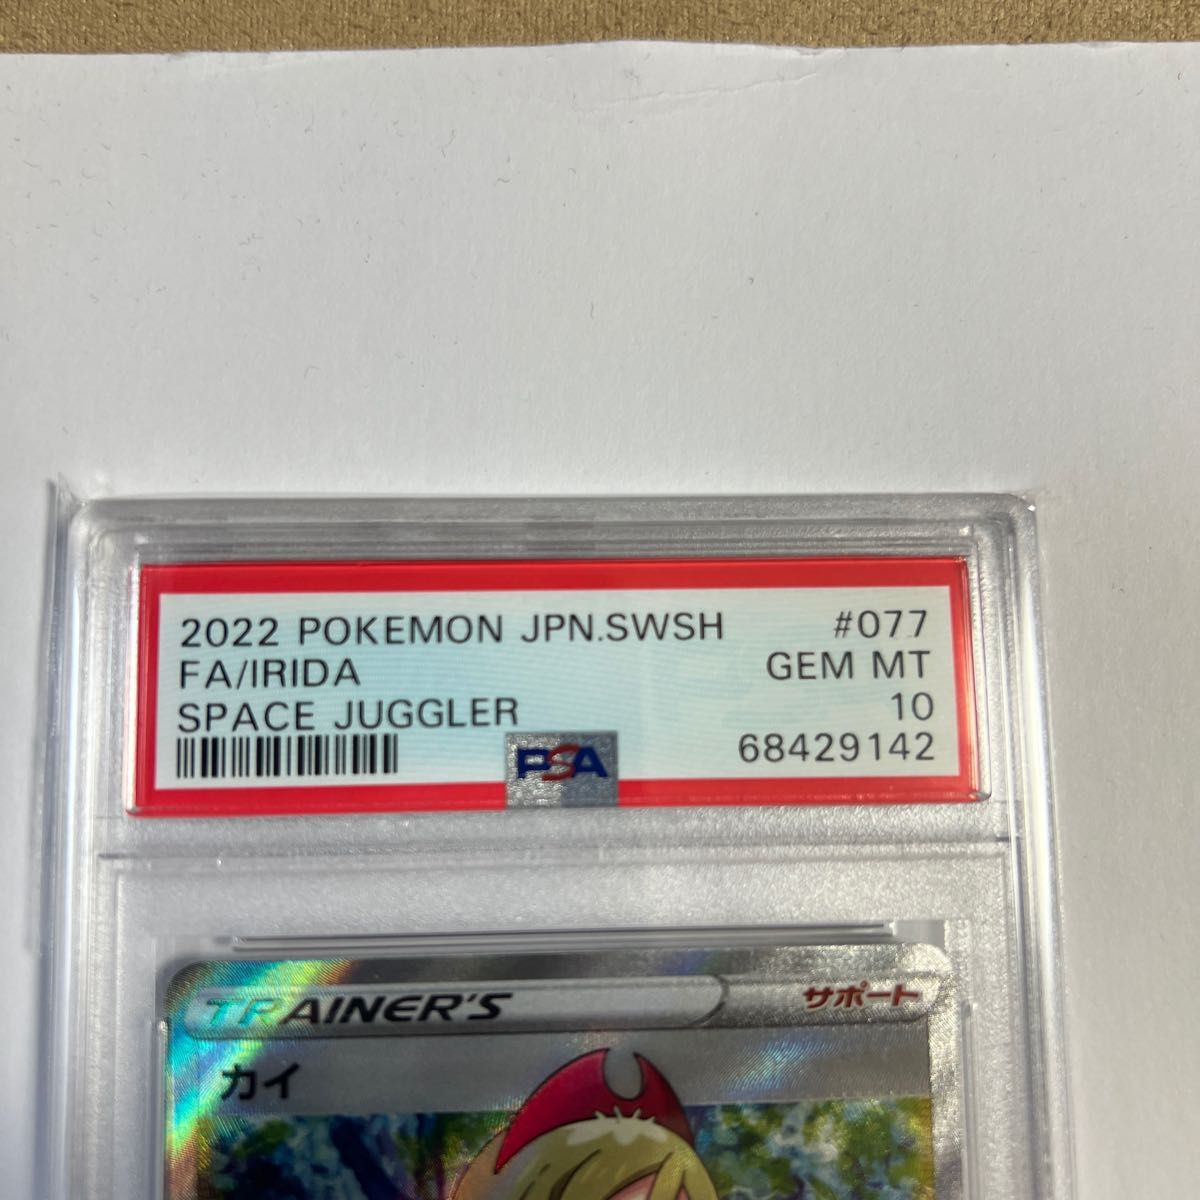 2022 POKEMON JPN.SWSH #077
FA/IRIDA GEM MT
SPACE JUGGLER 10
PSA 68429142
TRAINER'S サポート
カイ